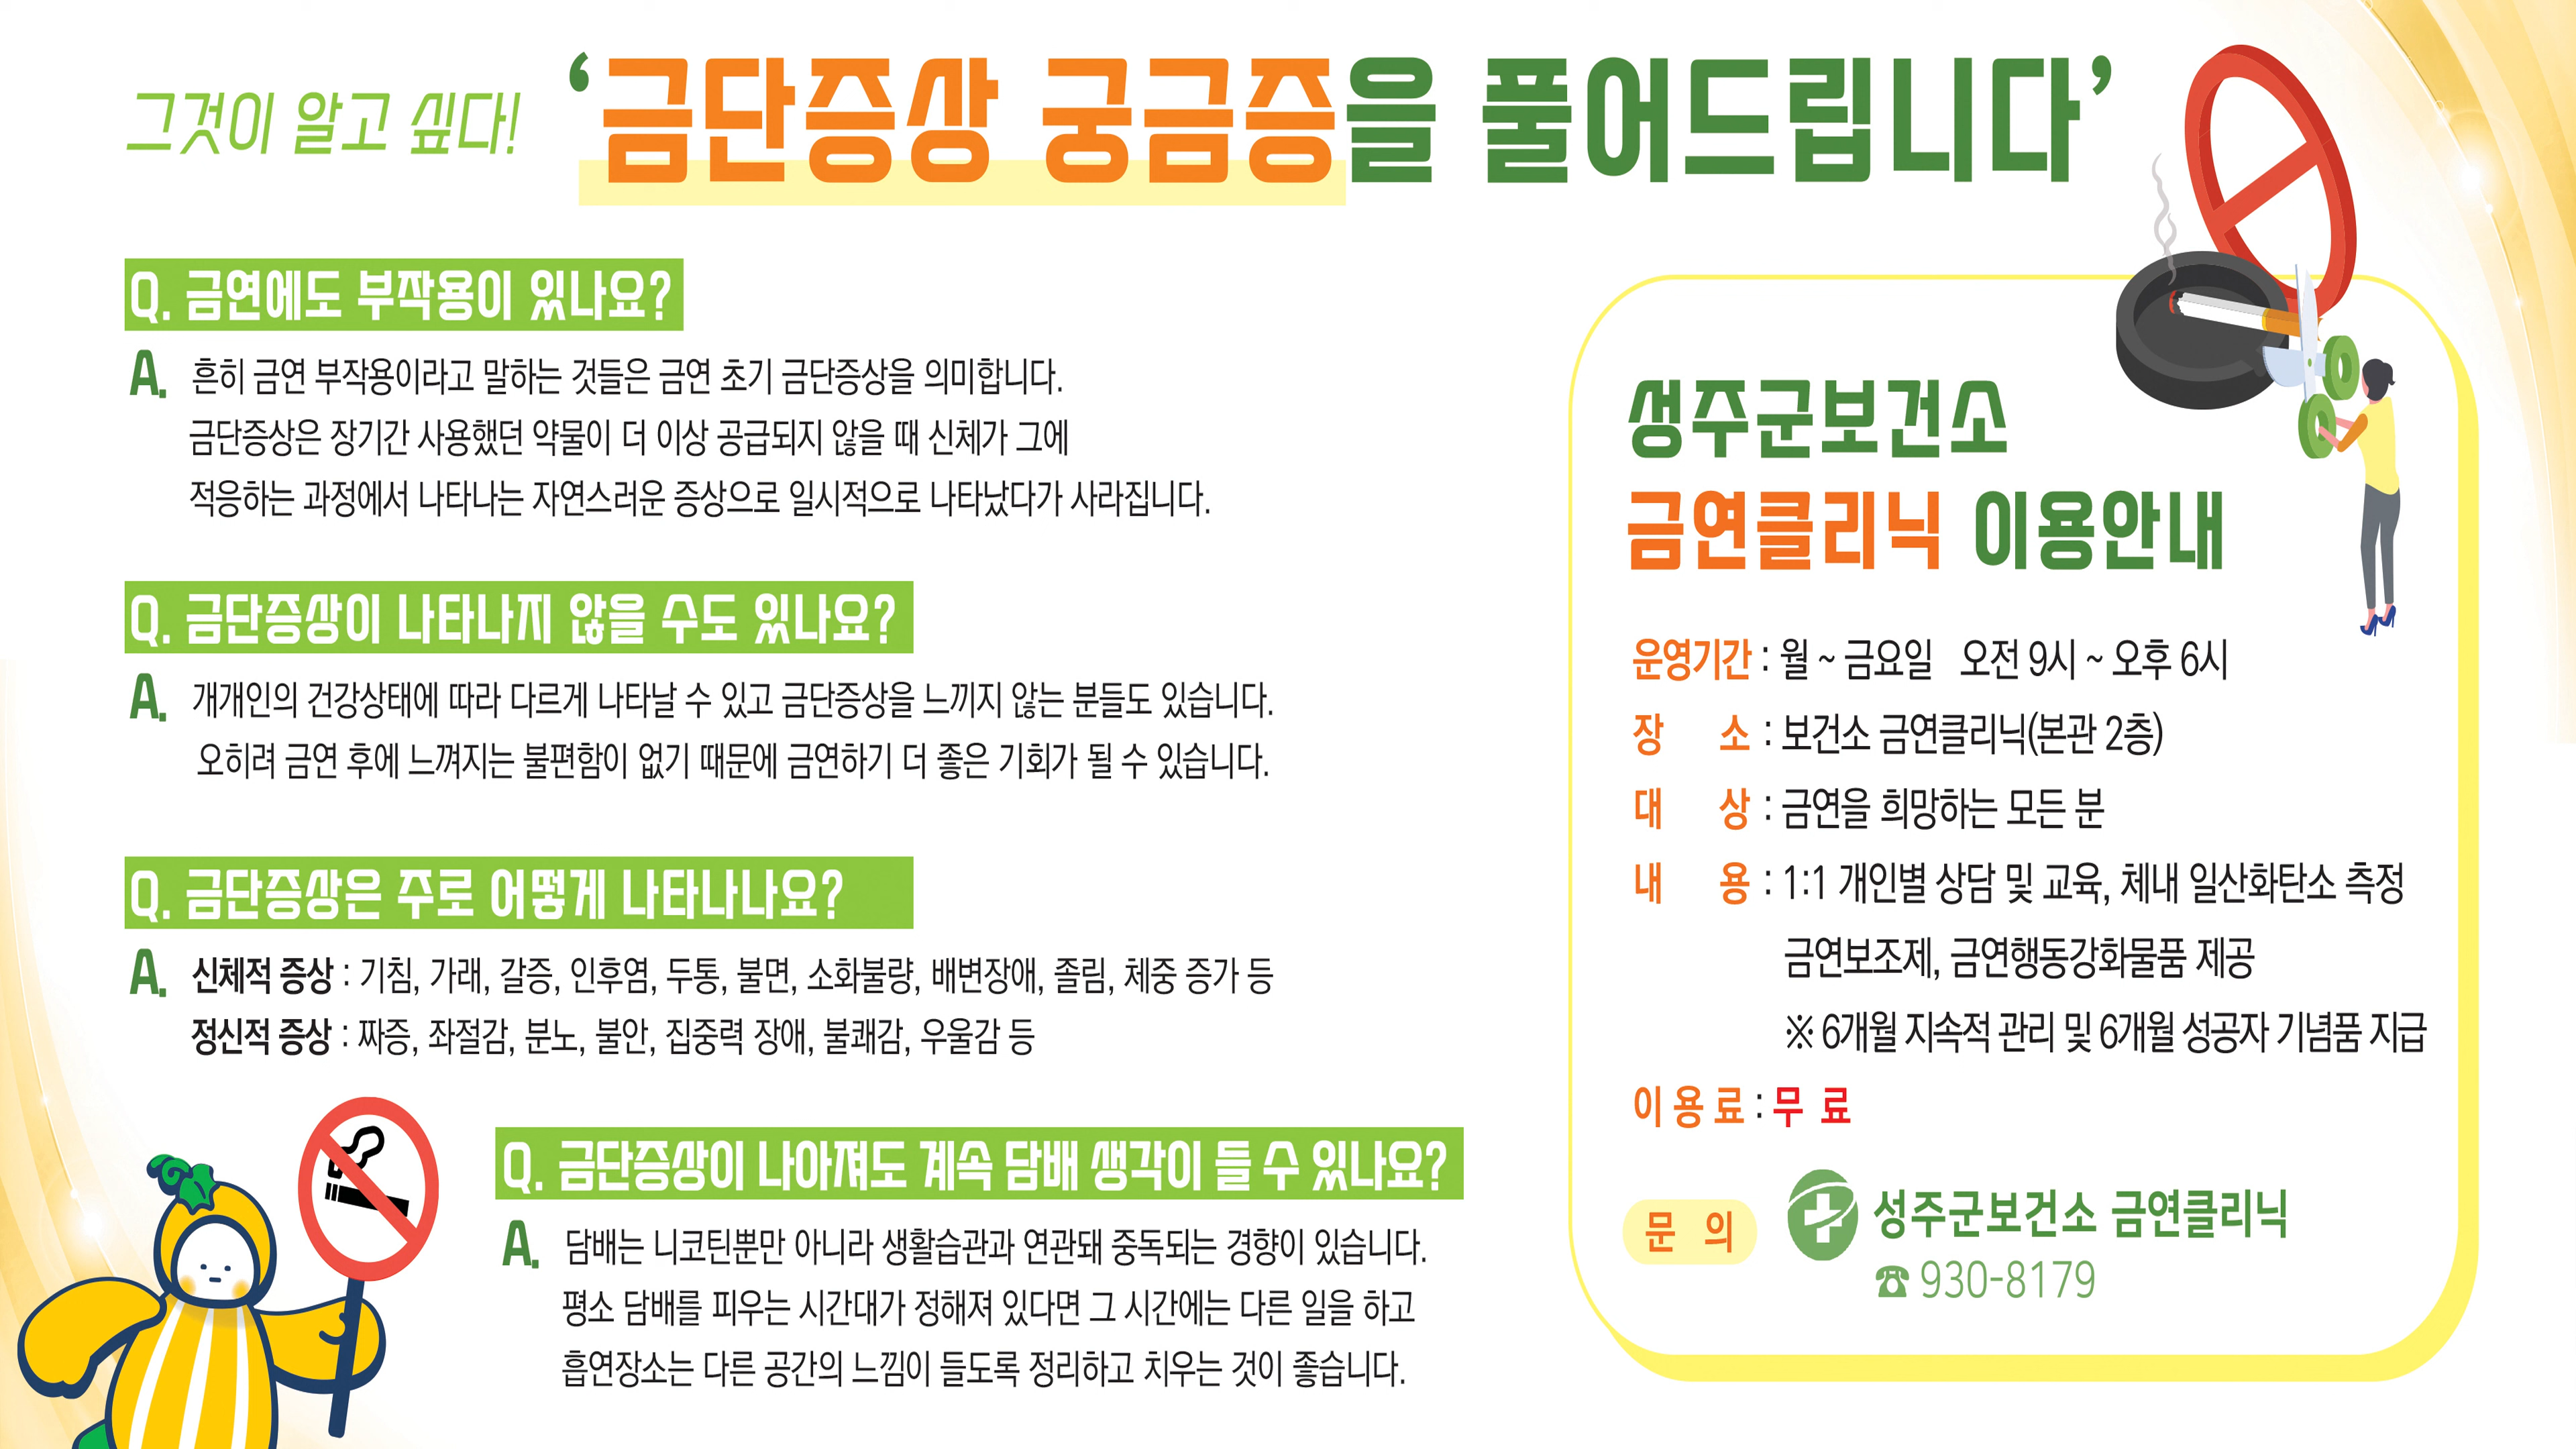 그것이 알고 싶다! ‘금단증상 궁금증을 풀어드립니다’
Q. 금연에도 부작용이 있나요?
A. 흔히 금연 부작용이라고 말하는 것들은 금연 초기 금단증상을 의미합니다.
금단증상은 장기간 사용했던 약물이 더 이상 공급되지 않을 때 신체가 그에
적응하는 과정에서 나타나는 자연스러운 증상으로 일시적으로 나타났다가 사라집니다.
Q. 금단증상이 나타나지 않을 수도 있나요?
A. 개개인의 건강상태에 따라 다르게 나타날 수 있고 금단증상을 느끼지 않는 분들도 있습니다.
오히려 금연 후에 느껴지는 불편함이 없기 때문에 금연하기 더 좋은 기회가 될 수 있습니다.
Q. 금단증상은 주로 어떻게 나타나나요?
A. 신체적 증상 : 기침, 가래, 갈증, 인후염, 두통, 불면, 소화불량, 배변장애, 졸림, 체중 증가 등
정신적 증상 : 짜증, 좌절감, 분노, 불안, 집중력 장애, 불쾌감, 우울감 등
Q. 금단증상이 나아져도 계속 담배 생각이 들 수 있나요?
A. 담배는 니코틴뿐만 아니라 생활습관과 연관돼 중독되는 경향이 있습니다.
평소 담배를 피우는 시간대가 정해져 있다면 그 시간에는 다른 일을 하고
흡연장소는 다른 공간의 느낌이 들도록 정리하고 치우는 것이 좋습니다.
성주군보건소
금연클리닉 이용안내
운영기간 : 월 ~ 금요일 오전 9시 ~ 오후 6시
장 소 : 보건소 금연클리닉(본관 2층)
대 상 : 금연을 희망하는 모든 분
내 용 : 1:1 개인별 상담 및 교육, 체내 일산화탄소 측정
금연보조제, 금연행동강화물품 제공
※ 6개월 지속적 관리 및 6개월 성공자 기념품 지급
이 용 료 : 무 료
문 의 성주군보건소 금연클리닉
☎ 930-8179